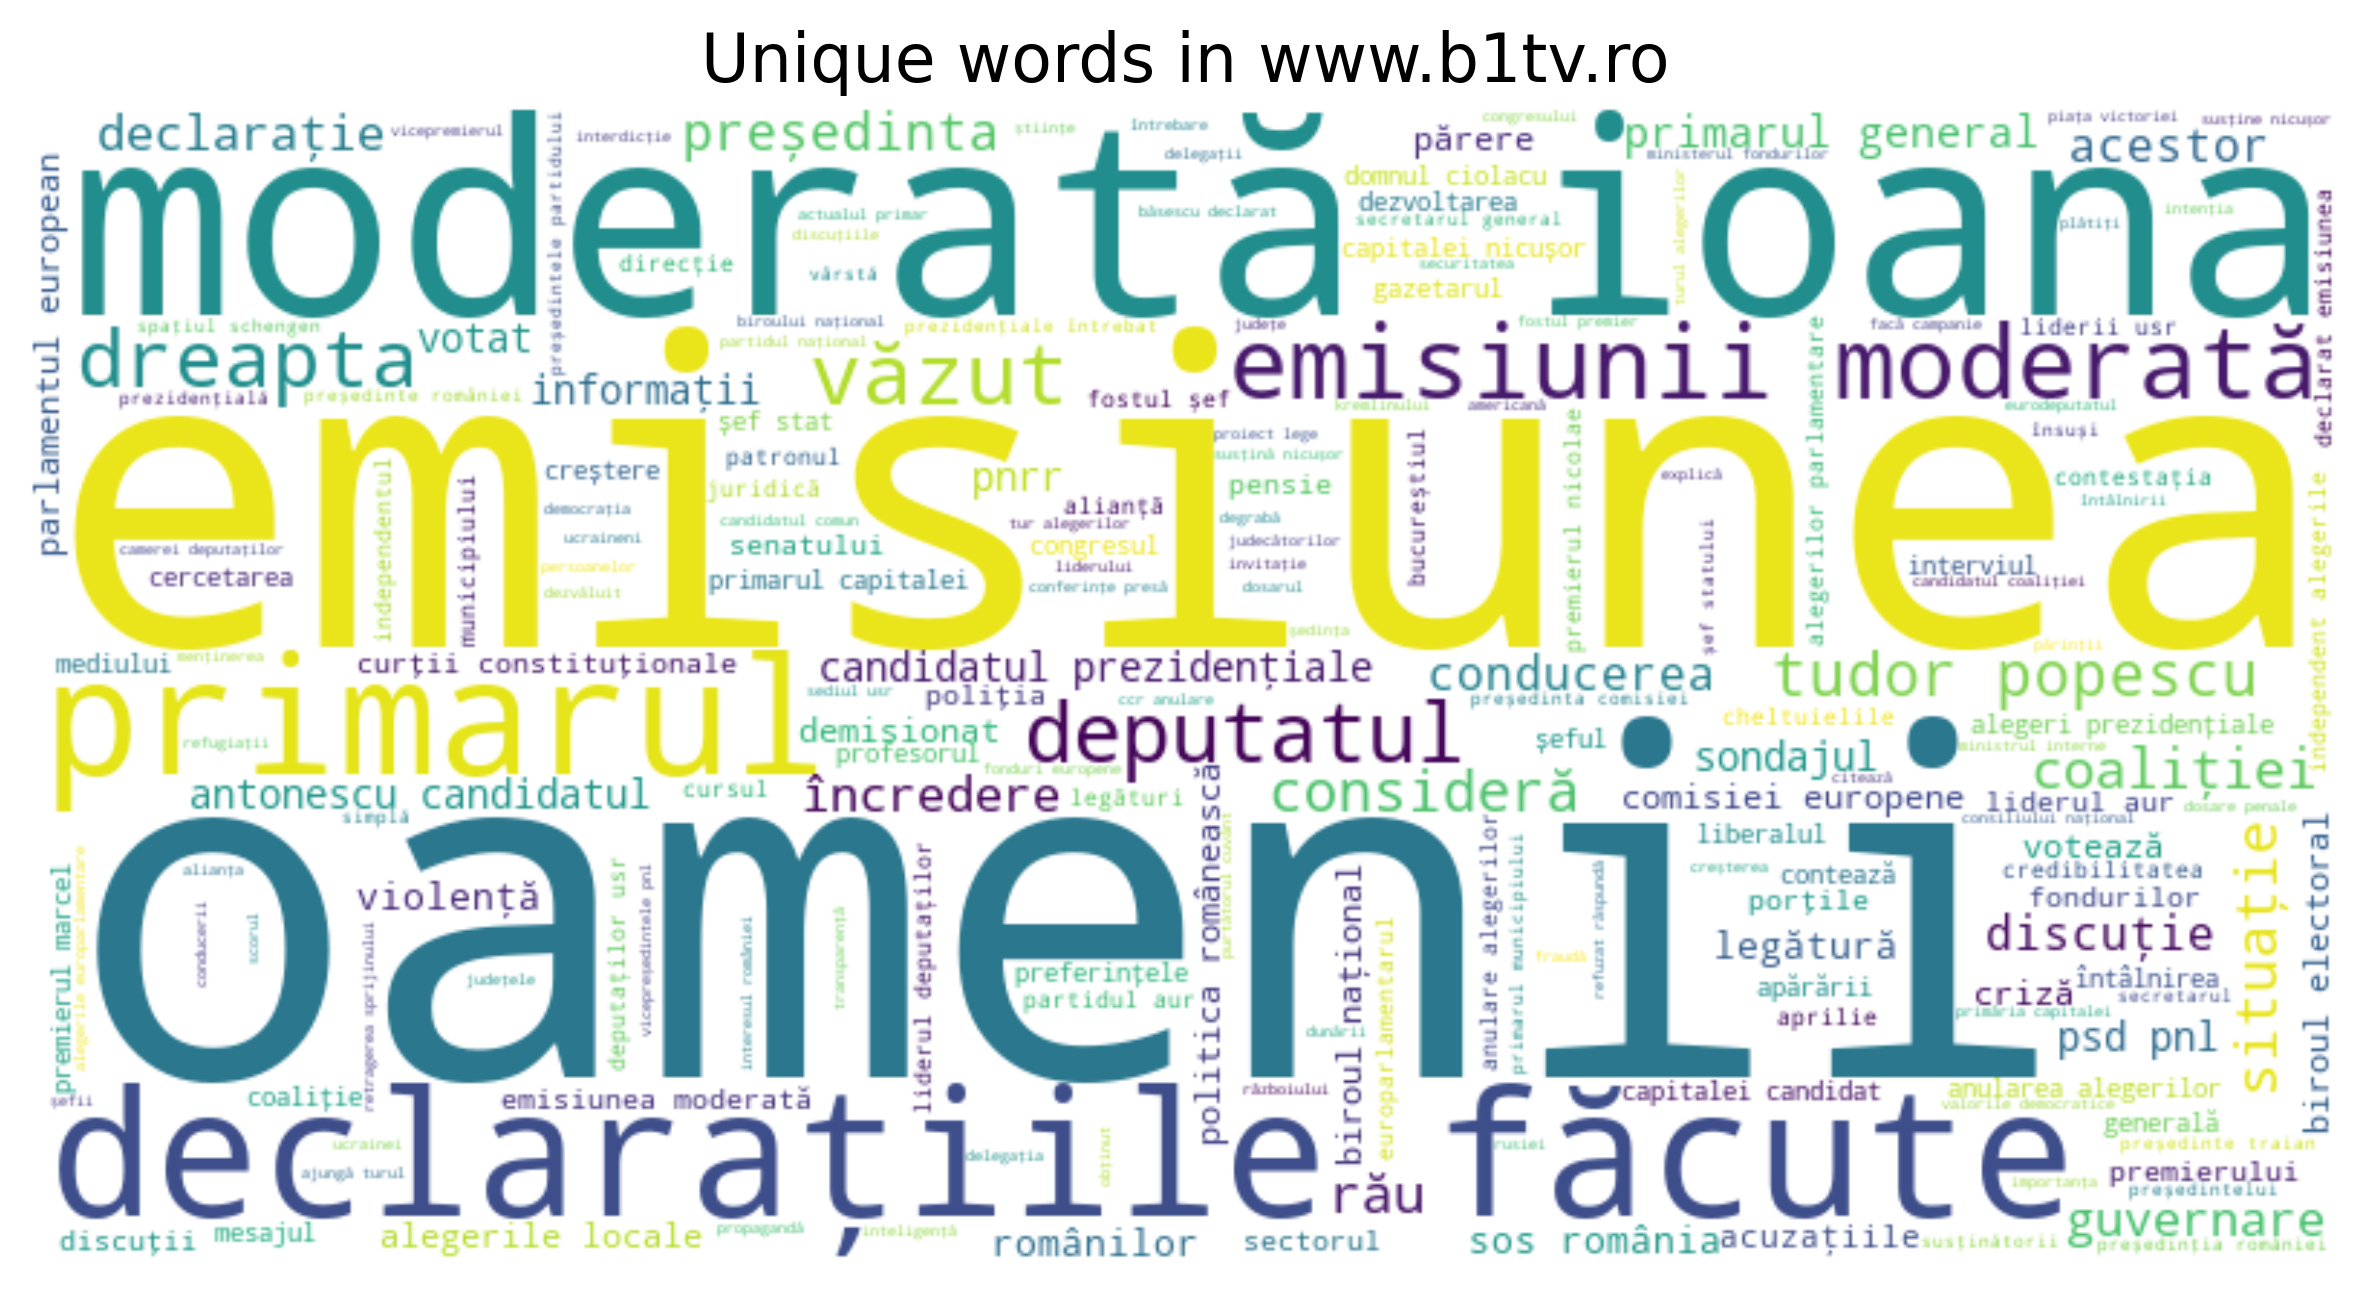 Unique words in www.b1tv.ro
declarație
vicepremierul
președintele partidului
interdicție
președinta
științe
întrebare
delegații
congresului
părere
primarul general
ministerul fondurilor
piața victoriei
susține nicușor
acestor
parlamentul european
moderată ioana
domnul ciolacu
dezvoltarea
secretarul general
capitalei nicușor
securitatea
gazetarul
turul alegerilor
actualul primar
discuțiile
direcție
vârstă
băsescu declarat
intenția
plătiți
declarat emisiunea
spațiul schengen
votat
biroului național
prezidențiale întrebat
partidul național
județe
fostul premier
facă campanie
liderii usr
dreapta
văzut
emisiunii moderată
prezidențială
președinte româniei
informații
fostul șef
kremlinului
americană
eurodeputatul
însuși
alegerilor parlamentare
emisiunea
șef stat
patronul
creștere
juridică
pnrr
proiect lege
susțină nicușor
pensie
bucureștiul
premierul nicolae
explică
contestația
întâlnirii
independentul
municipiului
democrația
candidatul comun
alianță
tur alegerilor
degrabă
ucraineni
senatului
congresul
judecătorilor
camerei deputaților
cercetarea
persoanelor
primarul capitalei
liderului
invitație
dezvăluit
conferințe presă
dosarul
șef statului
interviul
candidatul coaliției
independent alegerile
ședința
părinții
mediului
menținerea
curții constituționale
candidatul prezidențiale
conducerea
tudor popescu
primarul
sediul usr
poliția
ccr anulare
președinta comisiei
deputatul
demisionat
profesorul
refugiații
cheltuielile
alegeri prezidențiale
șeful
sondajul
ministrul interne
coaliției
fonduri europene
citează
antonescu candidatul
cursul
încredere
legături
consideră
comisiei europene
liderul aur
dosare penale
simplă
consiliului național
politica românească
purtătorul cuvânt
oamenii
liberalul
votează
situație
biroul electoral
premierul marcel
alegerile europarlamentare
alianța
violență
conducerii
scorul
retragerea sprijinului
județele
deputaților usr
vicepreședintele pnl
interesul româniei
transparență
liderul deputaților
preferințele
partidul aur
dunării
biroul național
europarlamentarul
anulare alegerilor
primarul municipiului
fraudă
refuzat răspundă
creșterea
contează
credibilitatea
porțile
fondurilor
legătură
discuție
apărării
întâlnirea
criză
secretarul
aprilie
primăria capitalei
psd pnl
șefii
coaliție
emisiunea moderată
războiului
capitalei candidat
anularea alegerilor
valorile democratice
generală
președinte traian
declarațiile făcute
ucrainei
ajungă turul
delegația
obținut
rusiei
rău
premierului
importanța
președintelui
discuții
mesajul
alegerile locale
propagandă
inteligență
românilor
sectorul
sos românia
acuzațiile
susținătorii
guvernare
președinția româniei